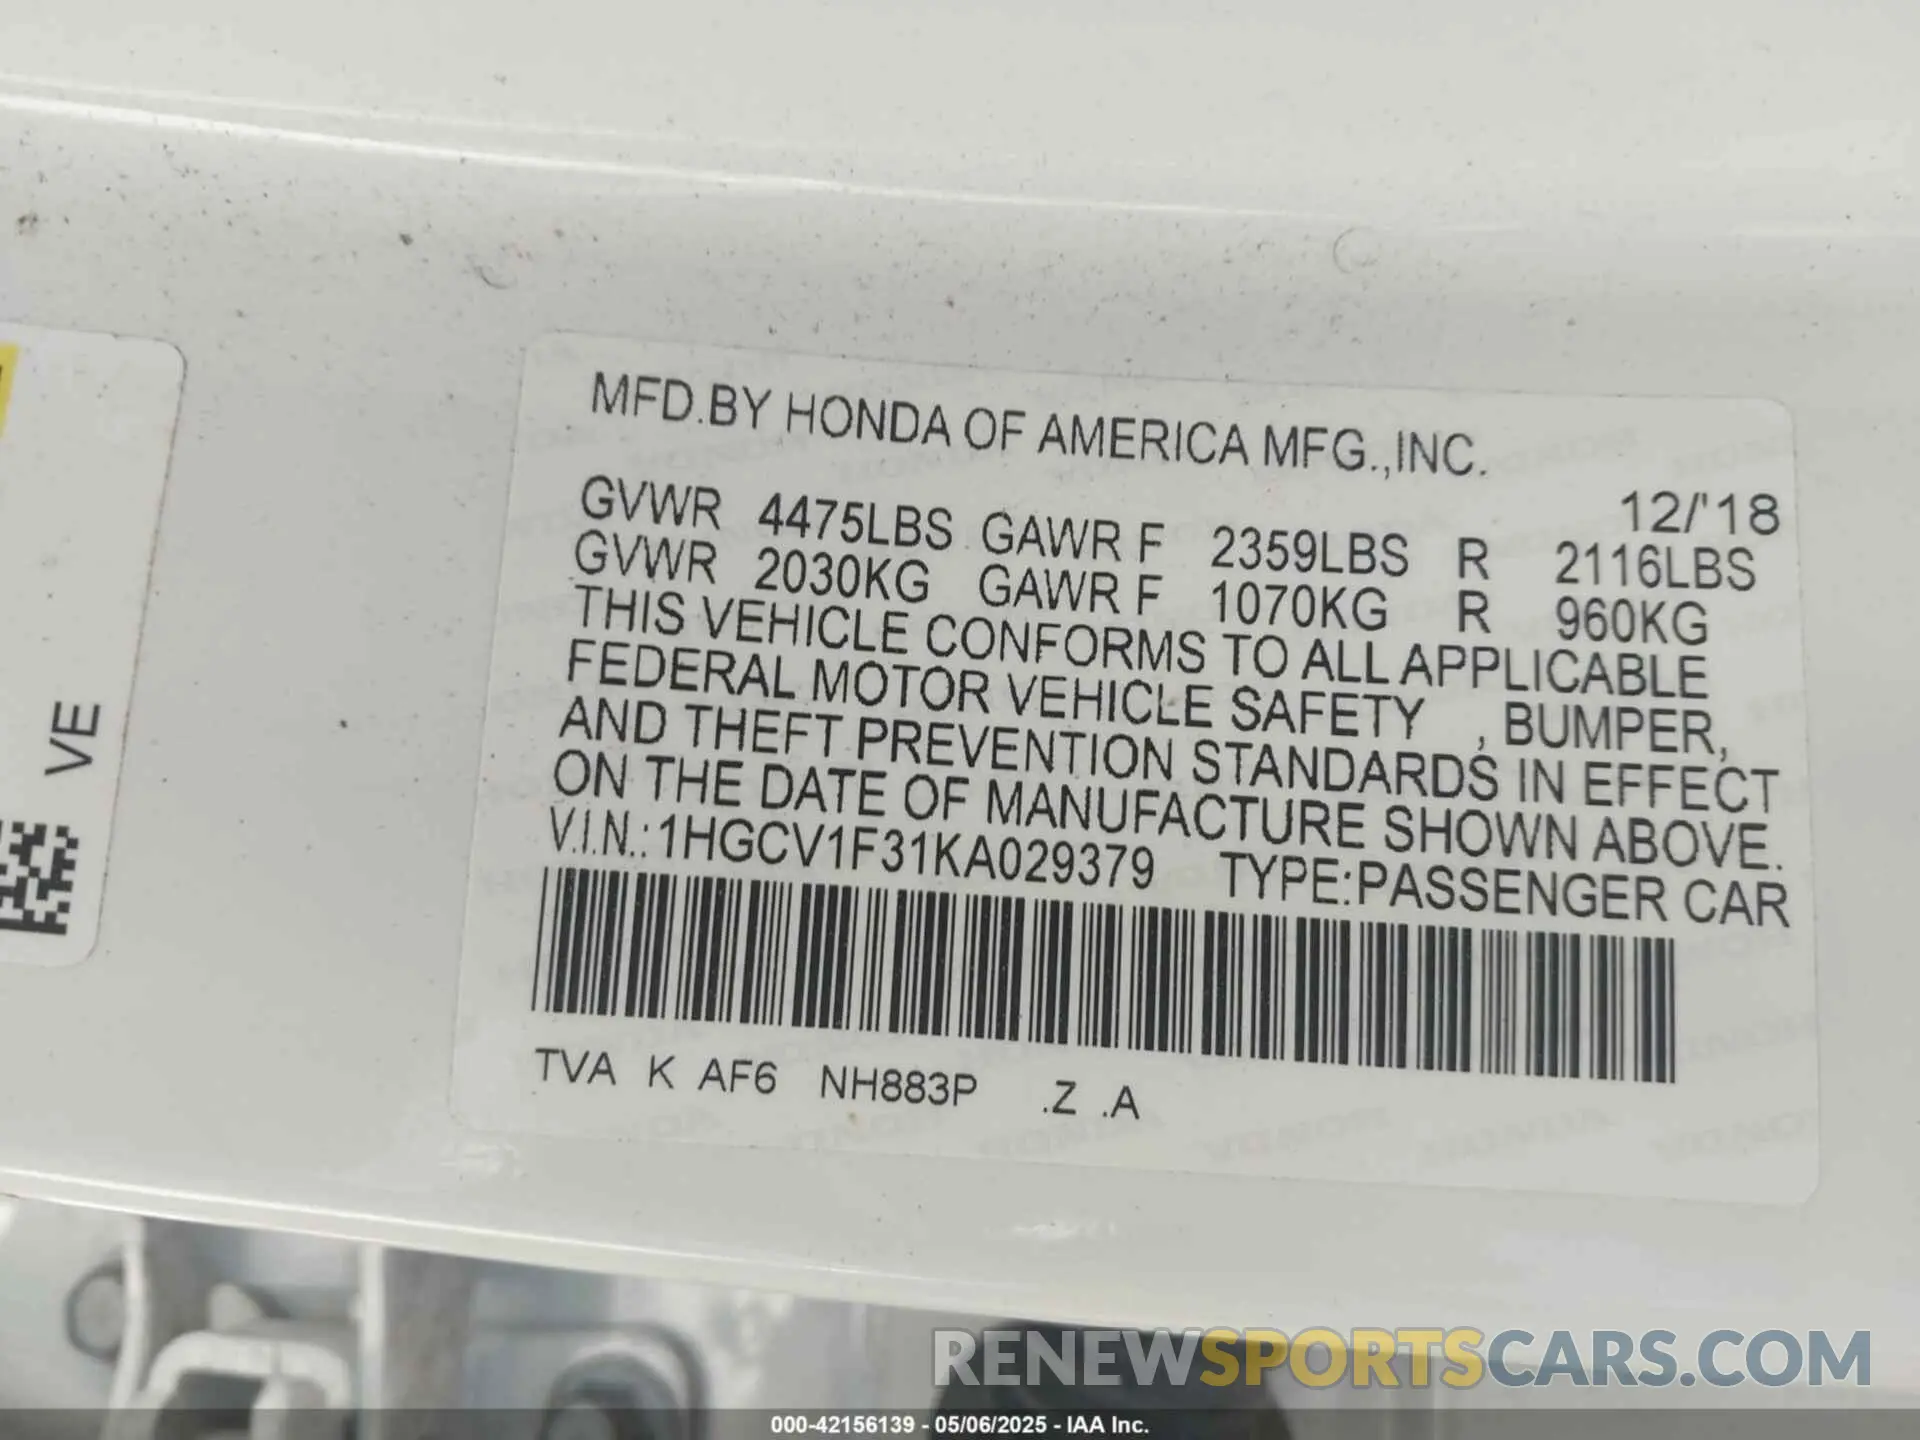 MFD.BY HONDA OF AMERICA MFG.,INC.
12/'18
GVWR 4475LBS GAWR F 2359LBS R 2116LBS
GVWR 2030KG GAWR F 1070KG R 960KG
THIS VEHICLE CONFORMS TO ALL APPLICABLE
FEDERAL MOTOR VEHICLE SAFETY , BUMPER,
AND THEFT PREVENTION STANDARDS IN EFFECT
ON THE DATE OF MANUFACTURE SHOWN ABOVE.
V.I.N.: 1HGCV1F31KA029379 TYPE:PASSENGER CAR
TVA K AF6 NH883P .Z .A
VE
RENEWSPORTSCARS.COM
000-42156139 - 05/06/2025 - IAA Inc.